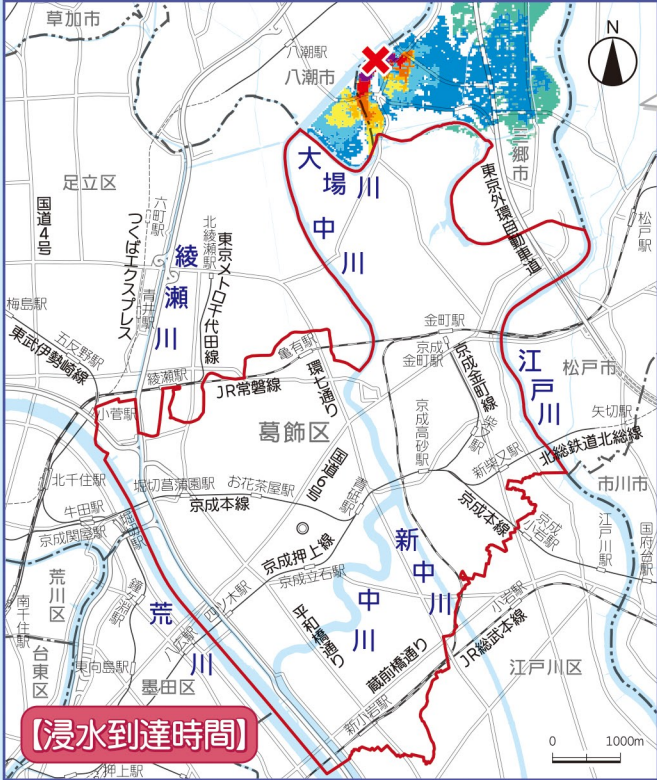 草加市
八潮駅
八潮市
N
三郷市
足立区
大場川
中川
東京外環自動車道
松戸駅
国道4号
つくばエクスプレス
六町駅
北綾瀬駅
東京メトロ千代田線
綾瀬川
青井駅
梅島駅
五反野駅
東武伊勢崎線
綾瀬駅
亀有駅
環七通り
金町駅
京成金町駅
京成金町線
江戸川
松戸市
JR常磐線
小菅駅
葛飾区
国道6号
京成高砂駅
柴又駅
新柴又駅
矢切駅
北総鉄道北総線
北千住駅
堀切菖蒲園駅
お花茶屋駅
青砥駅
京成本線
京成本線
市川市
牛田駅
京成関屋駅
堀切駅
京成小岩駅
江戸川駅
国府台駅
京成押上線
新中川
荒川区
鐘ヶ淵駅
荒川
四ツ木駅
京成立石駅
中川
小岩駅
南千住駅
八広駅
平和橋通り
蔵前橋通り
JR総武本線
台東区
東向島駅
墨田区
江戸川区
新小岩駅
【浸水到達時間】
0 1000m
押上駅